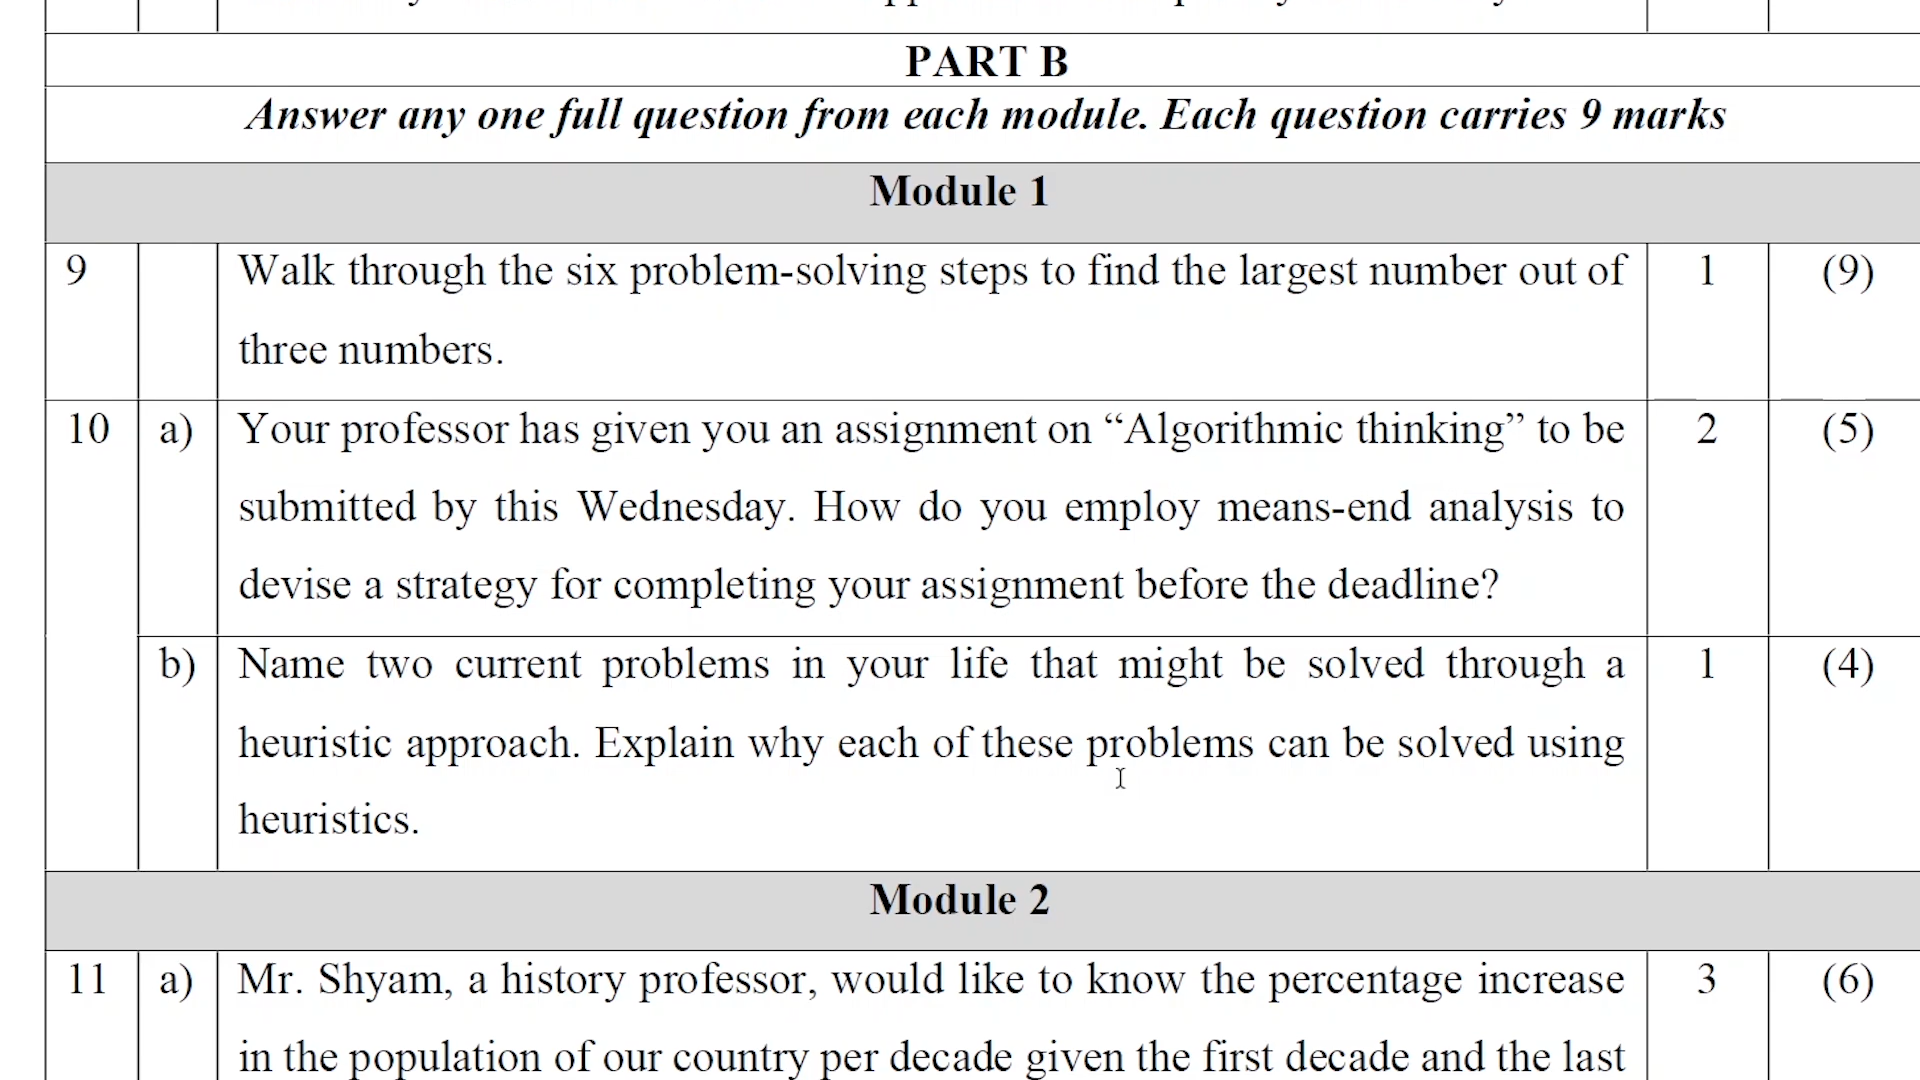 PART B
Answer any one full question from each module. Each question carries 9 marks
Module 1
9 Walk through the six problem-solving steps to find the largest number out of 1 (9)
three numbers.
10 a) Your professor has given you an assignment on “Algorithmic thinking” to be 2 (5)
submitted by this Wednesday. How do you employ means-end analysis to
devise a strategy for completing your assignment before the deadline?
b) Name two current problems in your life that might be solved through a 1 (4)
heuristic approach. Explain why each of these problems can be solved using
heuristics.
Module 2
11 a) Mr. Shyam, a history professor, would like to know the percentage increase 3 (6)
in the population of our country per decade given the first decade and the last